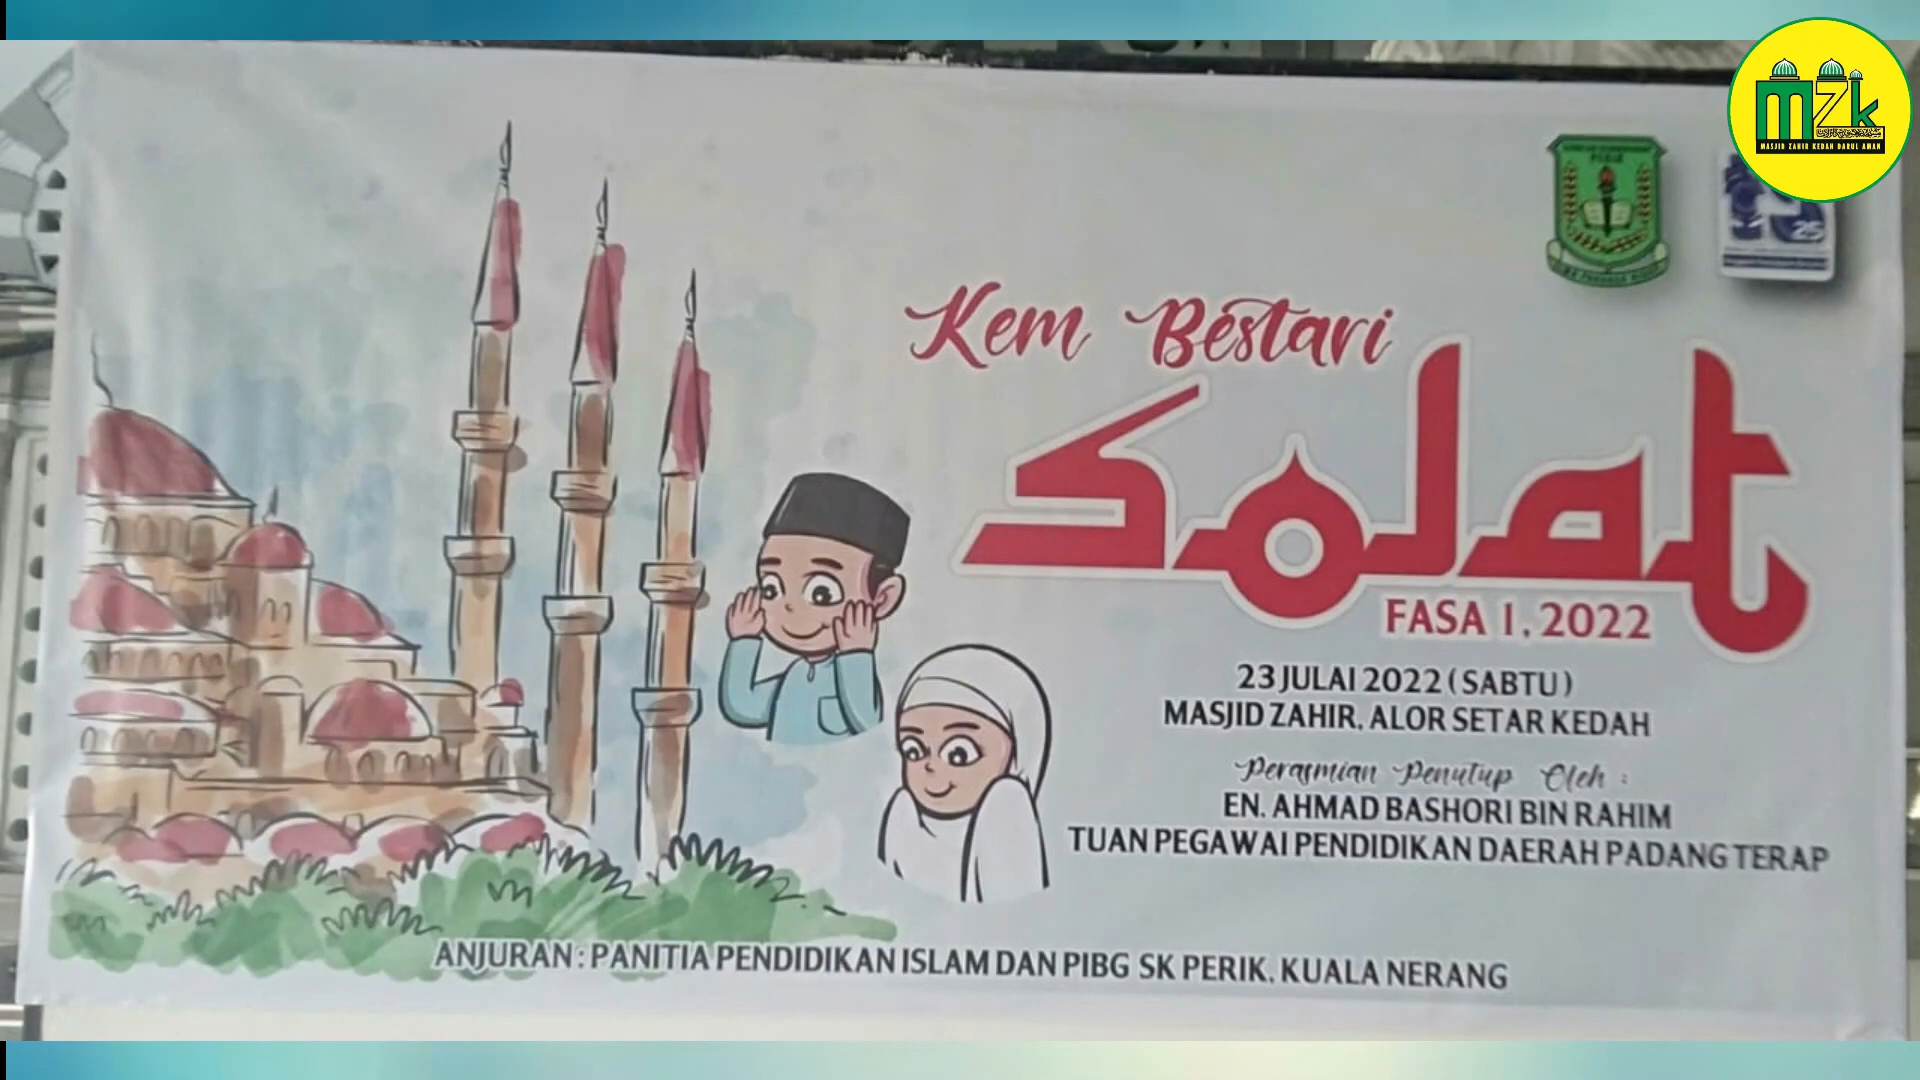 mZk
MASJID ZAHIR KEDAH DARUL AMAN
PERIK
Kem Bestari
Solat
FASA 1, 2022
23 JULAI 2022 (SABTU)
MASJID ZAHIR, ALOR SETAR KEDAH
Perasmian Penutup Oleh :
EN. AHMAD BASHORI BIN RAHIM
TUAN PEGAWAI PENDIDIKAN DAERAH PADANG TERAP
ANJURAN : PANITIA PENDIDIKAN ISLAM DAN PIBG SK PERIK, KUALA NERANG